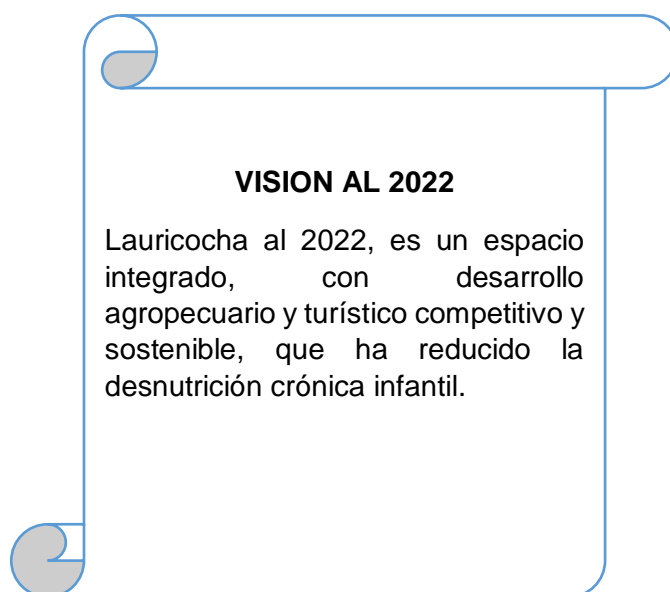 VISION AL 2022
Lauricocha al 2022, es un espacio
integrado, con desarrollo
agropecuario y turístico competitivo y
sostenible, que ha reducido la
desnutrición crónica infantil.